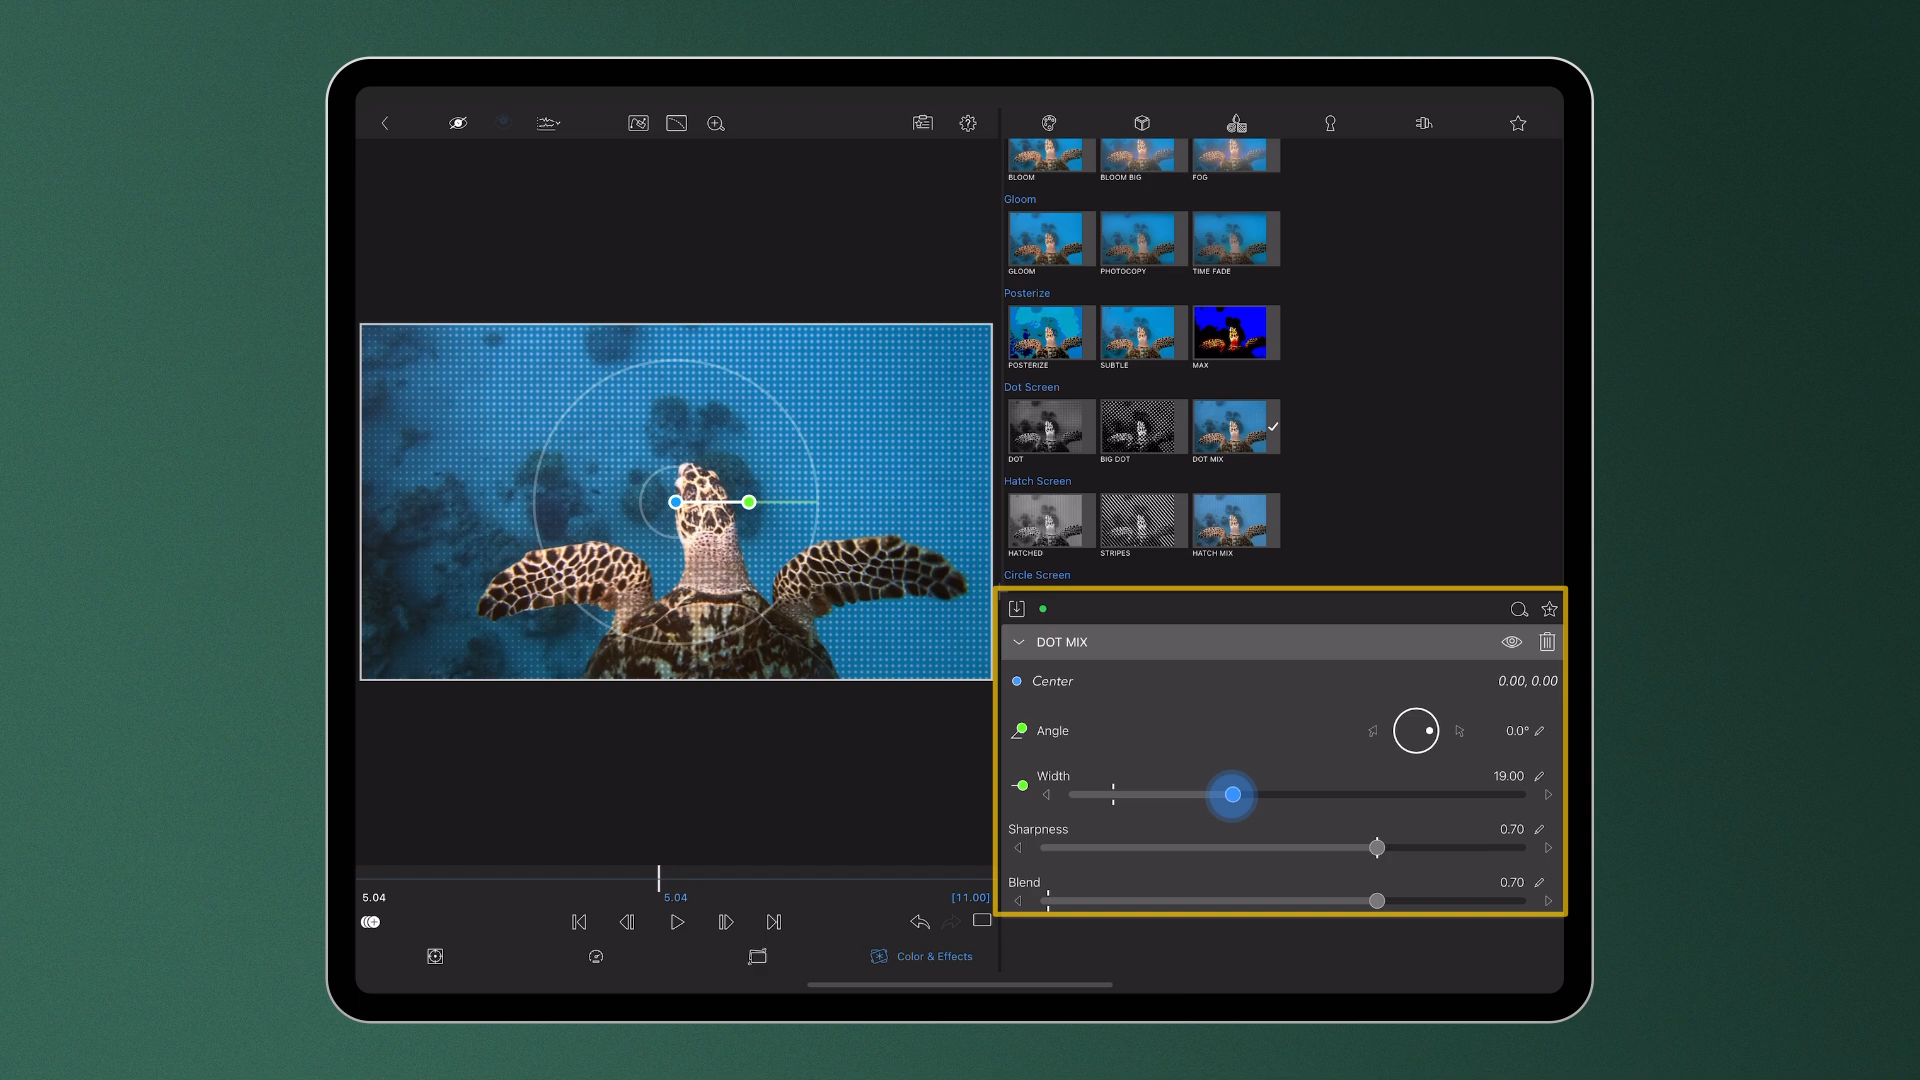 BLOOM
BLOOM BIG
FOG
Gloom
GLOOM
PHOTOCOPY
TIME FADE
Posterize
POSTERIZE
SUBTLE
MAX
Dot Screen
DOT
BIG DOT
DOT MIX
Hatch Screen
HATCHED
STRIPES
HATCH MIX
Circle Screen
DOT MIX
Center 0.00, 0.00
Angle 0.0°
Width 19.00
Sharpness 0.70
Blend 0.70
5.04 5.04 [11.00]
Color & Effects